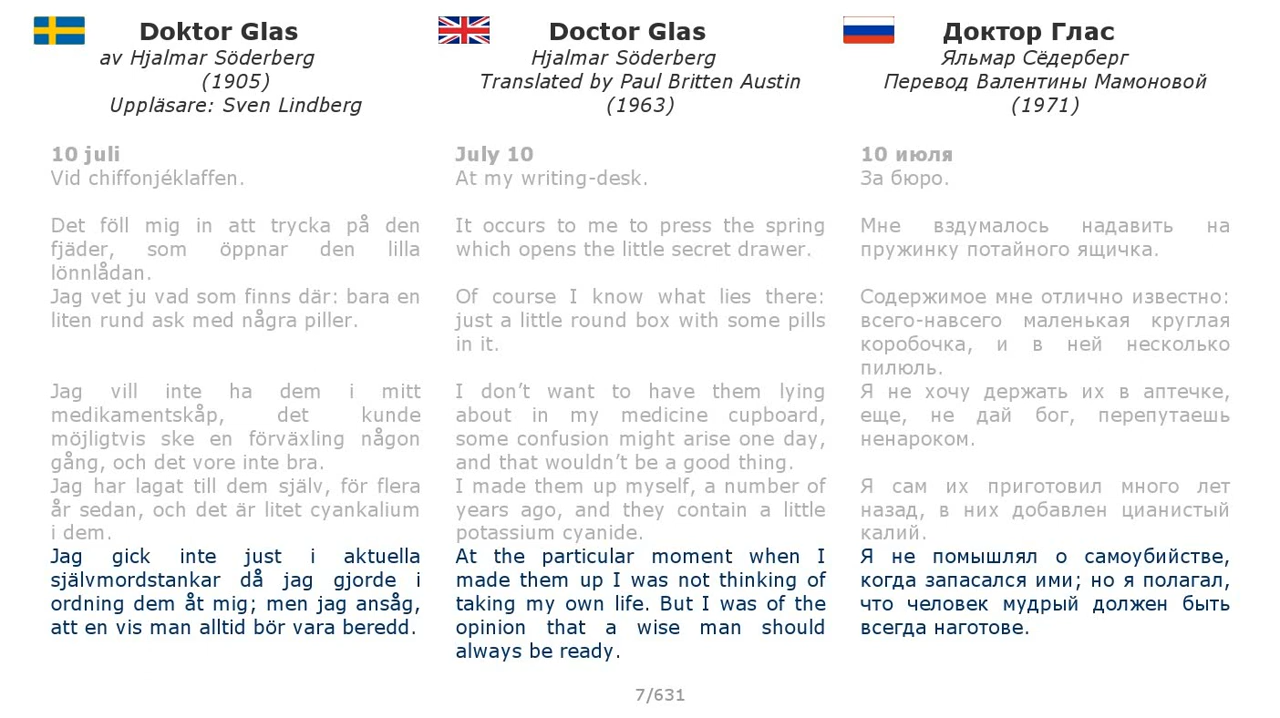 Doktor Glas
av Hjalmar Söderberg
(1905)
Uppläsare: Sven Lindberg
10 juli
Vid chiffonjéklaffen.
Det föll mig in att trycka på den
fjäder, som öppnar den lilla
lönnlådan.
Jag vet ju vad som finns där: bara en
liten rund ask med några piller.
Jag vill inte ha dem i mitt
medikamentskåp, det kunde
möjligtvis ske en förväxling någon
gång, och det vore inte bra.
Jag har lagat till dem själv, för flera
år sedan, och det är litet cyankalium
i dem.
Jag gick inte just i aktuella
självmordstankar då jag gjorde i
ordning dem åt mig; men jag ansåg,
att en vis man alltid bör vara beredd.
Doctor Glas
Hjalmar Söderberg
Translated by Paul Britten Austin
(1963)
July 10
At my writing-desk.
It occurs to me to press the spring
which opens the little secret drawer.
Of course I know what lies there:
just a little round box with some pills
in it.
I don’t want to have them lying
about in my medicine cupboard,
some confusion might arise one day,
and that wouldn’t be a good thing.
I made them up myself, a number of
years ago, and they contain a little
potassium cyanide.
At the particular moment when I
made them up I was not thinking of
taking my own life. But I was of the
opinion that a wise man should
always be ready.
Доктор Глас
Яльмар Сёдерберг
Перевод Валентины Мамоновой
(1971)
10 июля
За бюро.
Мне вздумалось надавить на
пружинку потайного ящичка.
Содержимое мне отлично известно:
всего-навсего маленькая круглая
коробочка, и в ней несколько
пилюль.
Я не хочу держать их в аптечке,
еще, не дай бог, перепутаешь
ненароком.
Я сам их приготовил много лет
назад, в них добавлен цианистый
калий.
Я не помышлял о самоубийстве,
когда запасался ими; но я полагал,
что человек мудрый должен быть
всегда наготове.
7/631